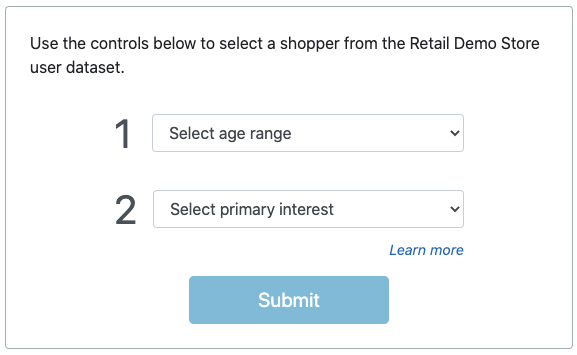 Use the controls below to select a shopper from the Retail Demo Store
user dataset.
1 Select age range
2 Select primary interest
Learn more
Submit